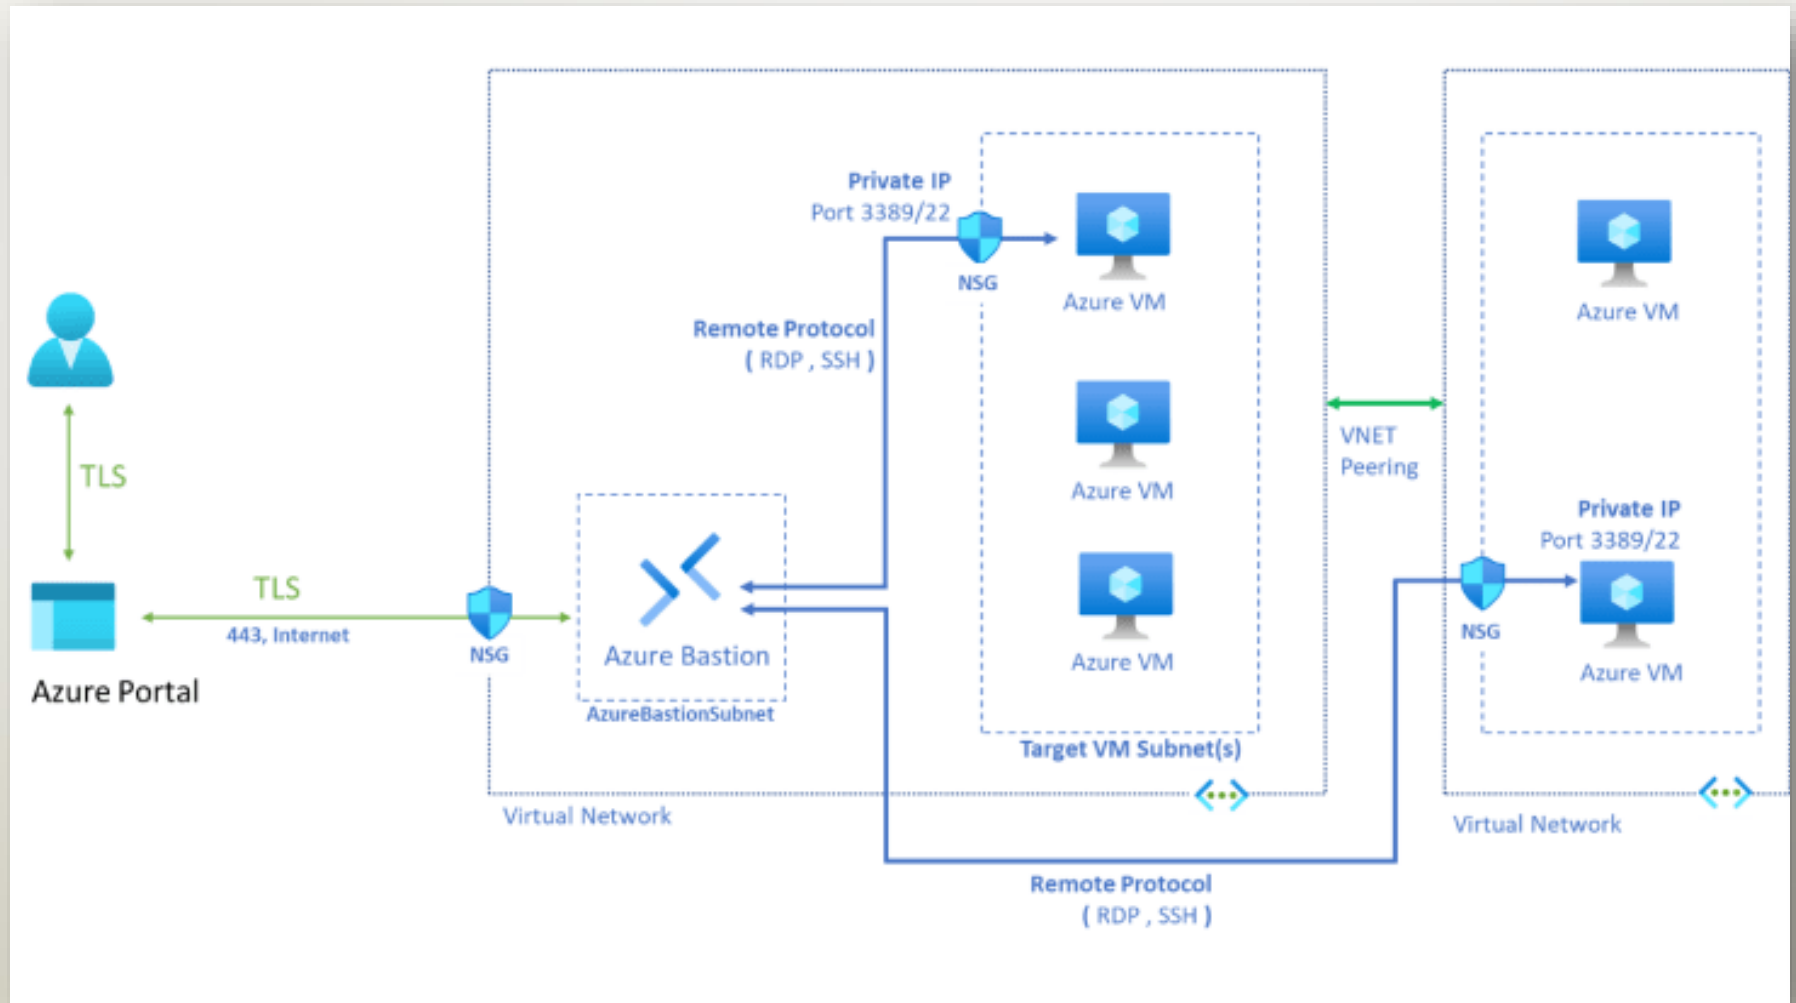 TLS
Azure Portal
TLS
443, Internet
NSG
Azure Bastion
AzureBastionSubnet
Virtual Network
Remote Protocol
( RDP , SSH )
Private IP
Port 3389/22
NSG
Azure VM
Azure VM
Azure VM
Target VM Subnet(s)
VNET
Peering
Remote Protocol
( RDP , SSH )
Azure VM
Private IP
Port 3389/22
NSG
Azure VM
Virtual Network